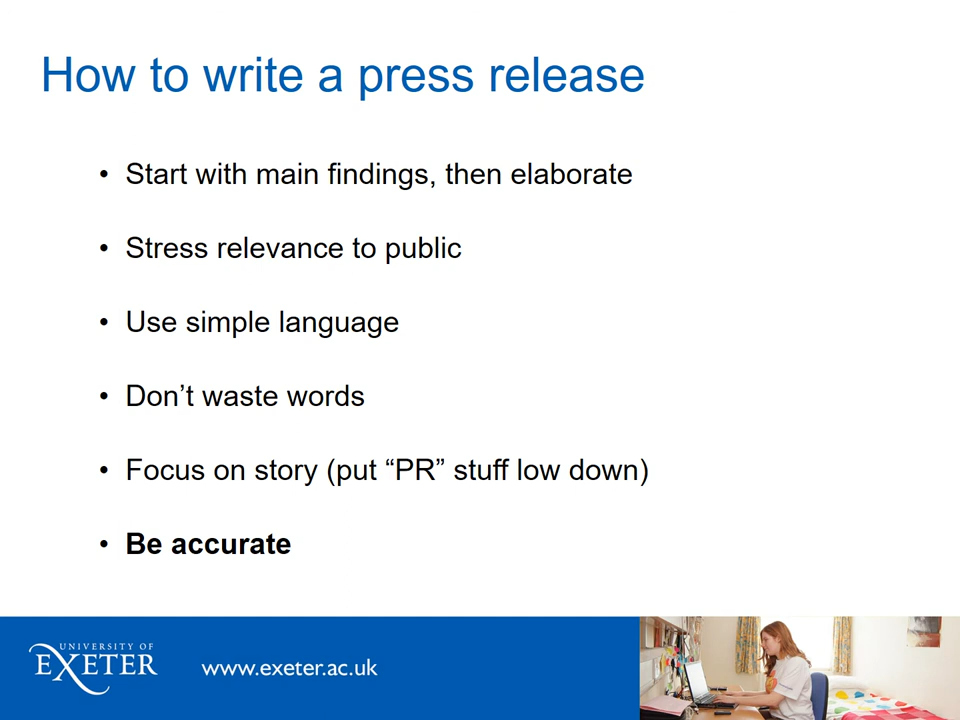 How to write a press release
• Start with main findings, then elaborate
• Stress relevance to public
• Use simple language
• Don’t waste words
• Focus on story (put “PR” stuff low down)
• Be accurate
UNIVERSITY OF
EXETER
www.exeter.ac.uk